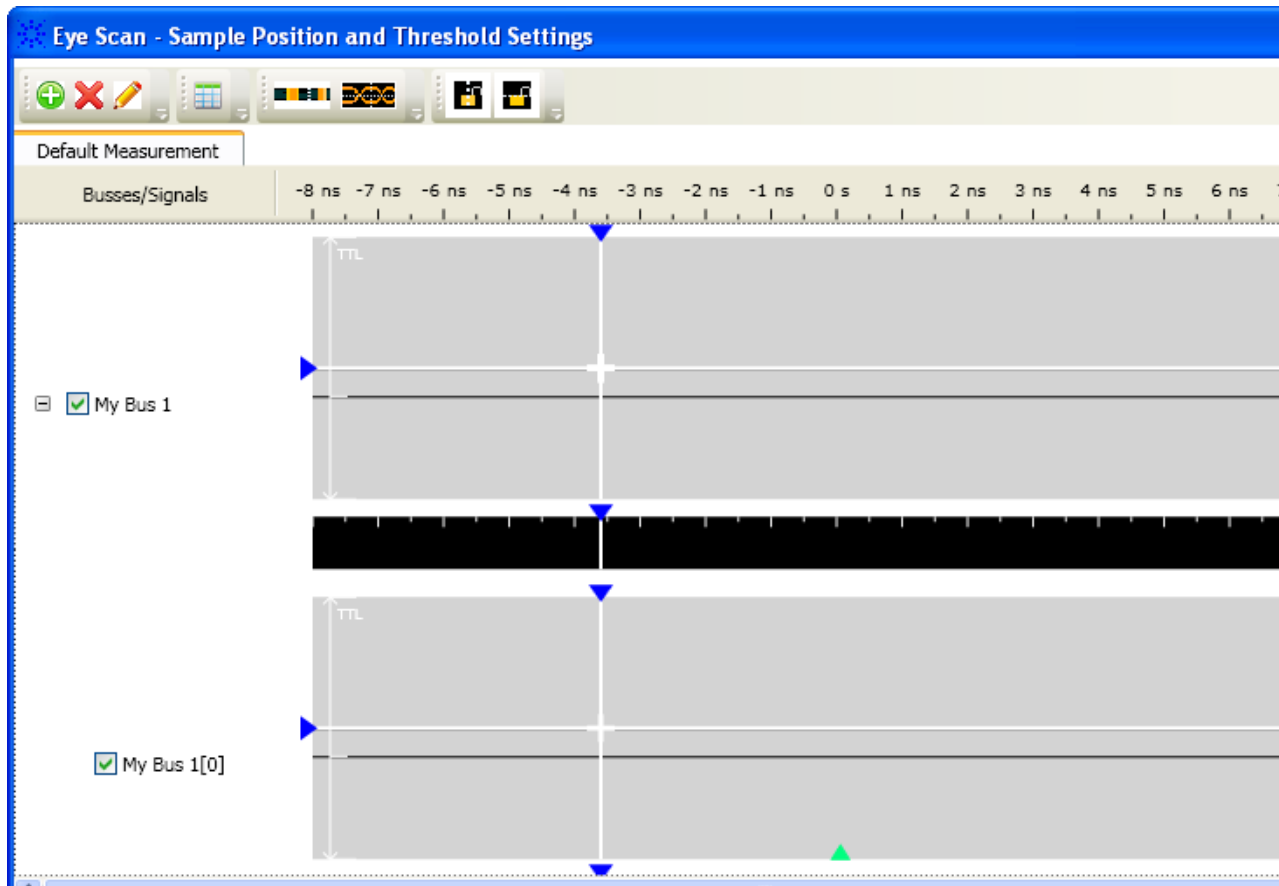 Eye Scan - Sample Position and Threshold Settings
Default Measurement
Busses/Signals
-8 ns -7 ns -6 ns -5 ns -4 ns -3 ns -2 ns -1 ns 0 s 1 ns 2 ns 3 ns 4 ns 5 ns 6 ns
TTL
My Bus 1
TTL
My Bus 1[0]